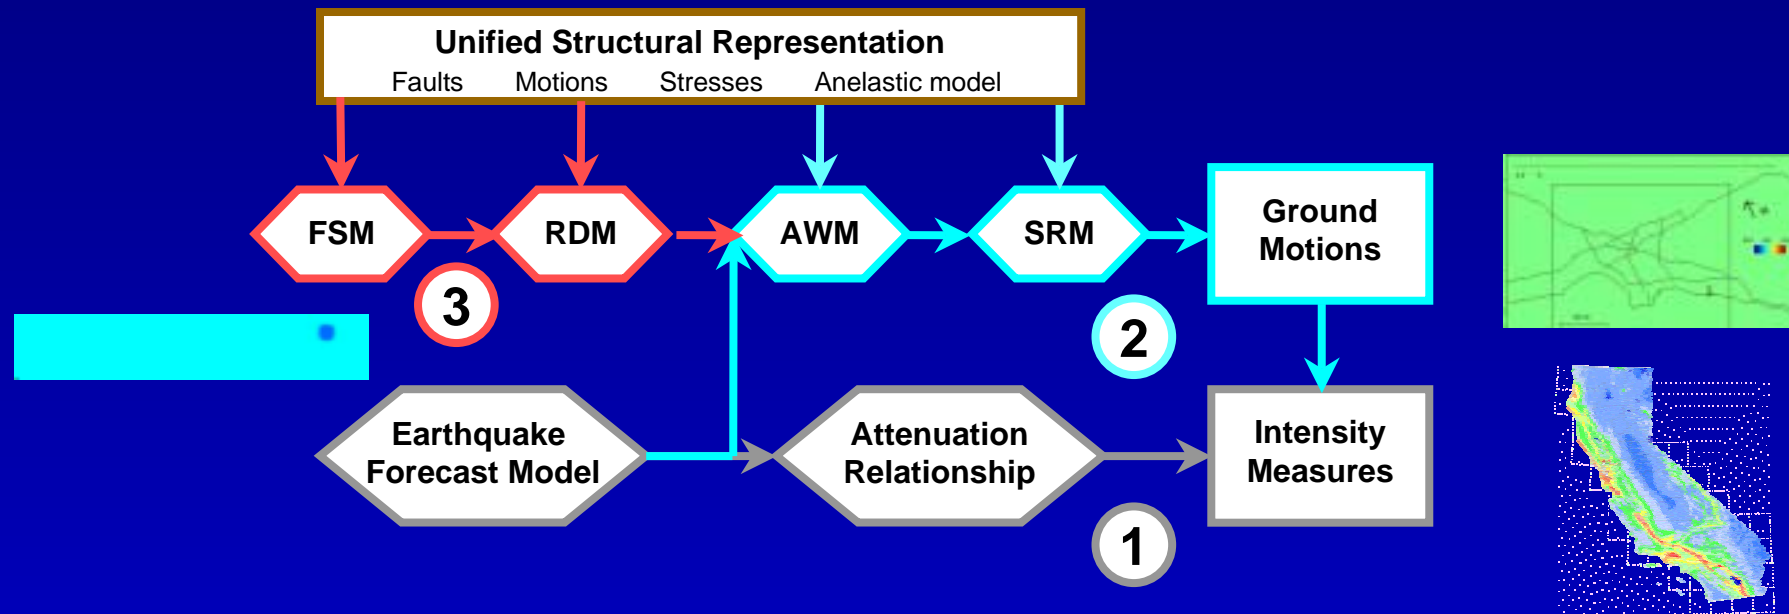 Unified Structural Representation
Faults Motions Stresses Anelastic model
FSM RDM AWM SRM
Ground
Motions
3
2
Earthquake
Forecast Model
Attenuation
Relationship
Intensity
Measures
1